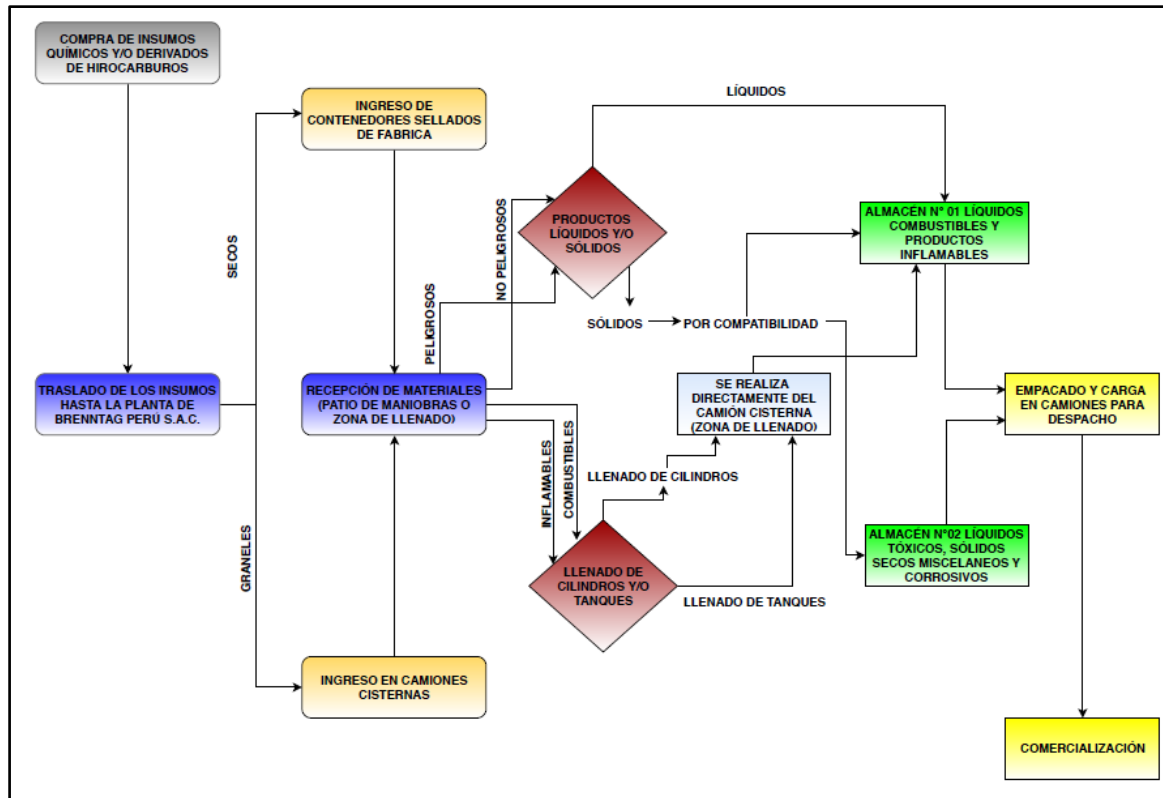 COMPRA DE INSUMOS
QUÍMICOS Y/O DERIVADOS
DE HIROCARBUROS
INGRESO DE
CONTENEDORES SELLADOS
DE FABRICA
LÍQUIDOS
SECOS
PRODUCTOS
LÍQUIDOS Y/O
SÓLIDOS
ALMACÉN N° 01 LÍQUIDOS
COMBUSTIBLES Y
PRODUCTOS
INFLAMABLES
PELIGROSOS
NO PELIGROSOS
SÓLIDOS
POR COMPATIBILIDAD
TRASLADO DE LOS INSUMOS
HASTA LA PLANTA DE
BRENNTAG PERÚ S.A.C.
RECEPCIÓN DE MATERIALES
(PATIO DE MANIOBRAS O
ZONA DE LLENADO)
SE REALIZA
DIRECTAMENTE DEL
CAMIÓN CISTERNA
(ZONA DE LLENADO)
EMPACADO Y CARGA
EN CAMIONES PARA
DESPACHO
INFLAMABLES
COMBUSTIBLES
LLENADO DE CILINDROS
GRANELES
LLENADO DE
CILINDROS Y/O
TANQUES
LLENADO DE TANQUES
ALMACÉN N°02 LÍQUIDOS
TÓXICOS, SÓLIDOS
SECOS MISCELANEOS Y
CORROSIVOS
INGRESO EN CAMIONES
CISTERNAS
COMERCIALIZACIÓN